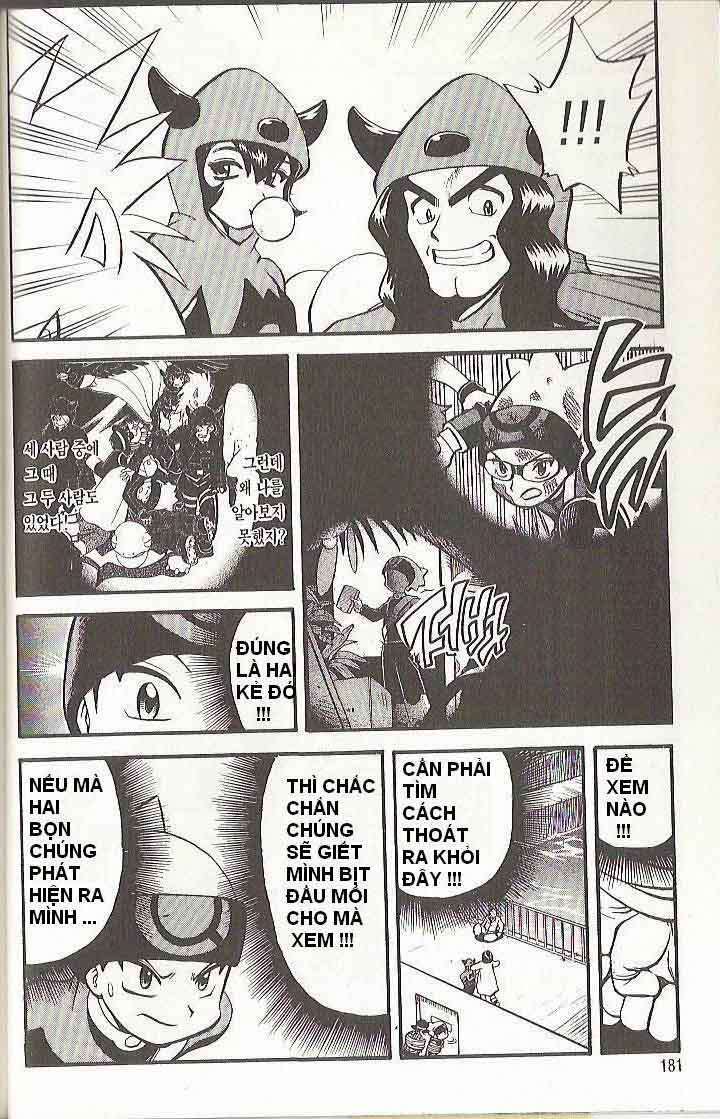 !!!
세 사람 중에
그 때
그 두 사람도
있었다!
그런데
왜 나를
알아보지
못했지?
저벅
ĐÚNG
LÀ HA
KẺ ĐÓ
!!!
NẾU MÀ
HAI
BỌN
CHÚNG
PHÁT
HIỆN RA
MÌNH ...
THÌ CHẮC
CHẮN
CHÚNG
SẼ GIẾT
MÌNH BỊT
ĐẦU MỐI
CHO MÀ
XEM !!!
CẦN PHẢI
TÌM
CÁCH
THOÁT
RA KHỎI
ĐÂY !!!
ĐỂ
XEM
NÀO
!!!
181